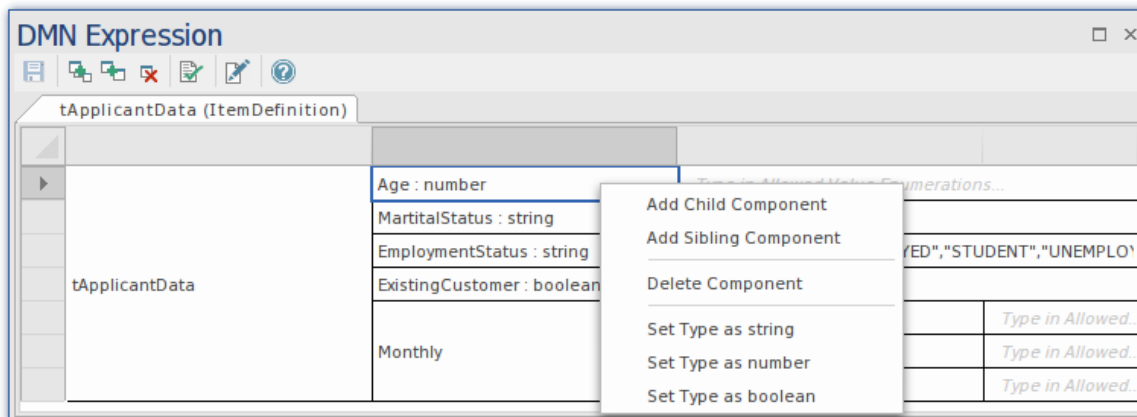 DMN Expression
tApplicantData (ItemDefinition)
Age : number
MartitalStatus : string
EmploymentStatus : string
YED","STUDENT","UNEMPLOY
tApplicantData
ExistingCustomer : boolean
Monthly
Type in Allowed..
Type in Allowed..
Type in Allowed..
Add Child Component
Add Sibling Component
Delete Component
Set Type as string
Set Type as number
Set Type as boolean